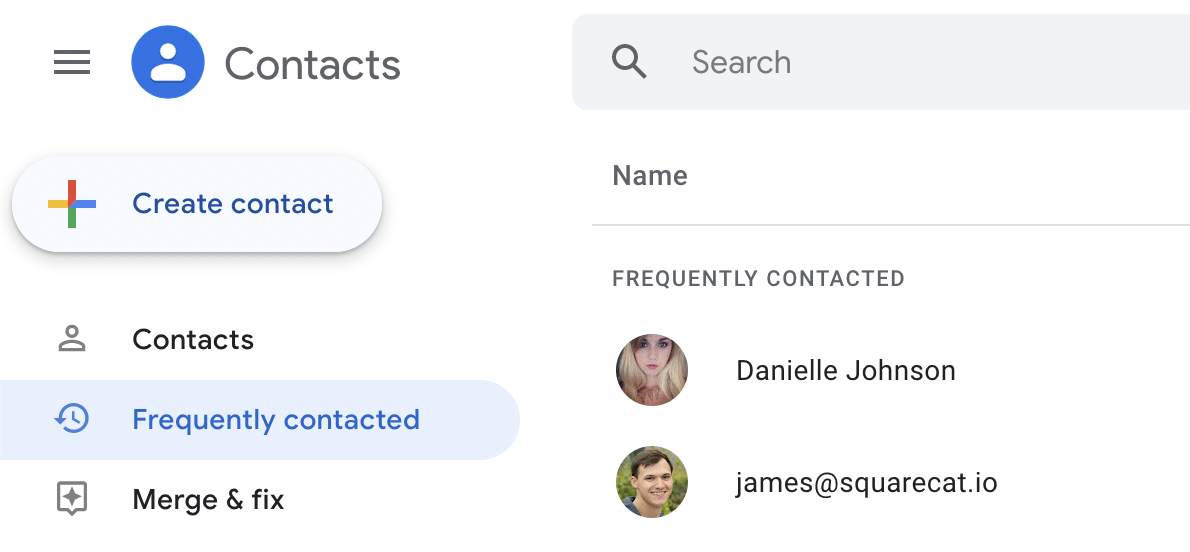 Contacts
Search
Create contact
Contacts
Frequently contacted
Merge & fix
Name
FREQUENTLY CONTACTED
Danielle Johnson
james@squarecat.io